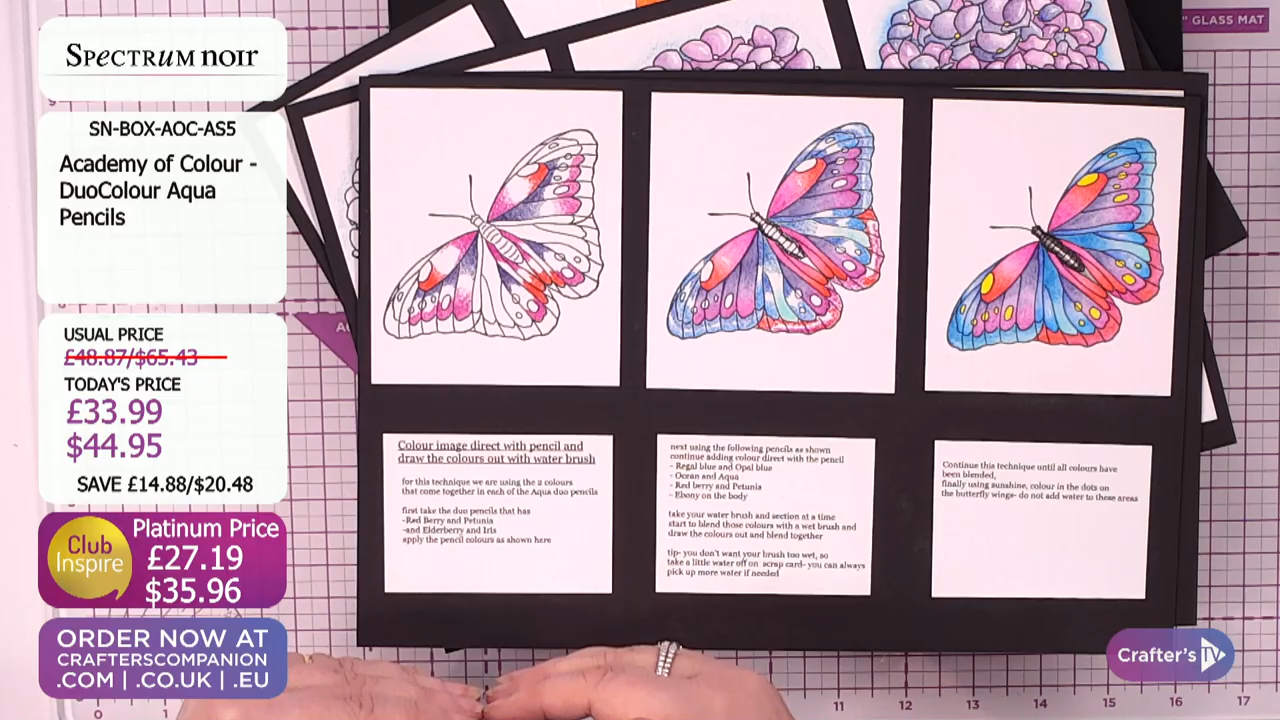 SPECTRUM NOIR
SN-BOX-AOC-AS5
Academy of Colour -
DuoColour Aqua
Pencils
USUAL PRICE
£48.87/$65.43
TODAY'S PRICE
£33.99
$44.95
SAVE £14.88/$20.48
Club
Inspire
Platinum Price
£27.19
$35.96
ORDER NOW AT
CRAFTERSCOMPANION
.COM | .CO.UK | .EU
" GLASS MAT
Colour image direct with pencil and
draw the colours out with water brush
for this technique we are using the 2 colours
that come together in each of the Aqua duo pencils
first take the duo pencils that has
-Red Berry and Petunia
-and Elderberry and Iris
apply the pencil colours as shown here
next using the following pencils as shown
continue adding colour direct with the pencil
- Regal blue and Opal blue
- Ocean and Aqua
- Red berry and Petunia
- Ebony on the body
take your water brush and section at a time
start to blend those colours with a wet brush and
draw the colours out and blend together
tip- you don't want your brush too wet, so
take a little water off on scrap card- you can always
pick up more water if needed
Continue this technique until all colours have
been blended,
finally using sunshine, colour in the dots on
the butterfly wings- do not add water to these areas
Crafter's TV
0 1 11 12 13 14 15 16 17